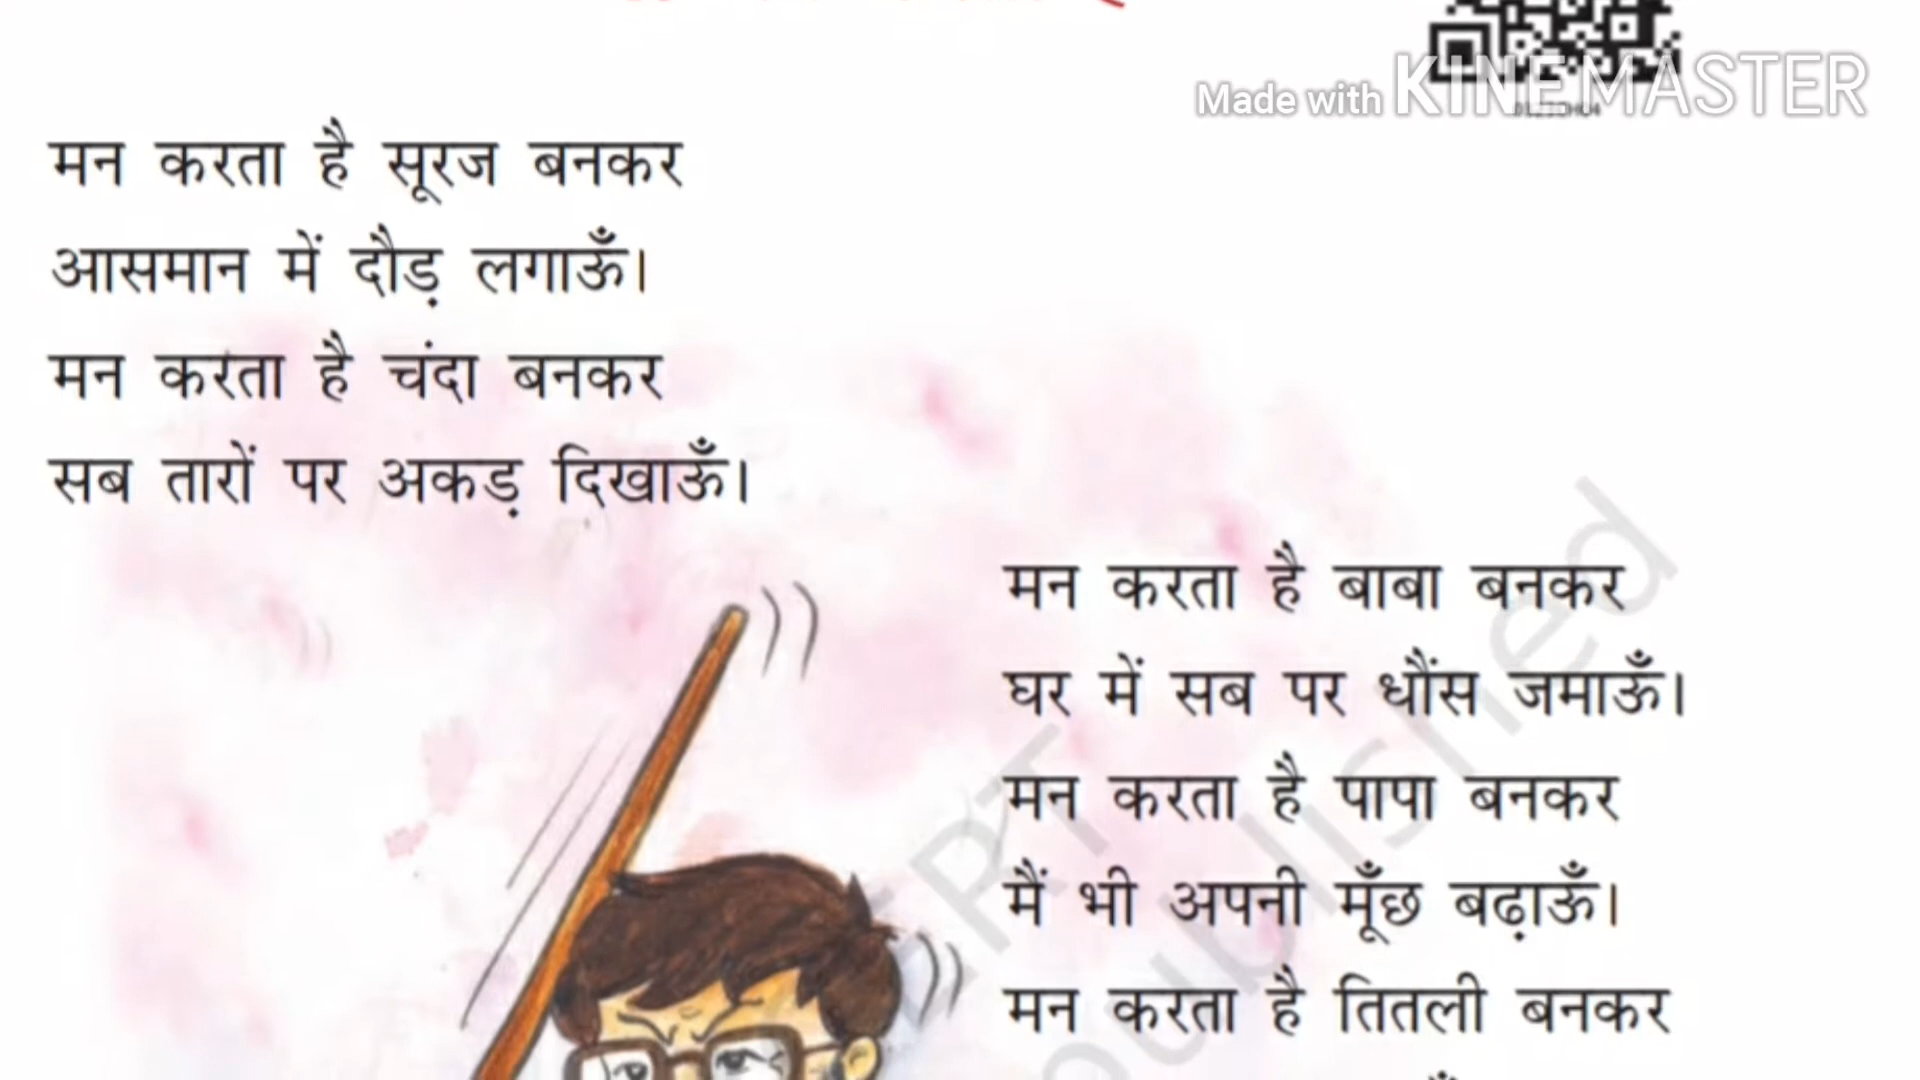 Made with KINEMASTER
मन करता है सूरज बनकर
आसमान में दौड़ लगाऊँ।
मन करता है चंदा बनकर
सब तारों पर अकड़ दिखाऊँ।
मन करता है बाबा बनकर
घर में सब पर धौंस जमाऊँ।
मन करता है पापा बनकर
मैं भी अपनी मूँछ बढ़ाऊँ।
मन करता है तितली बनकर
published